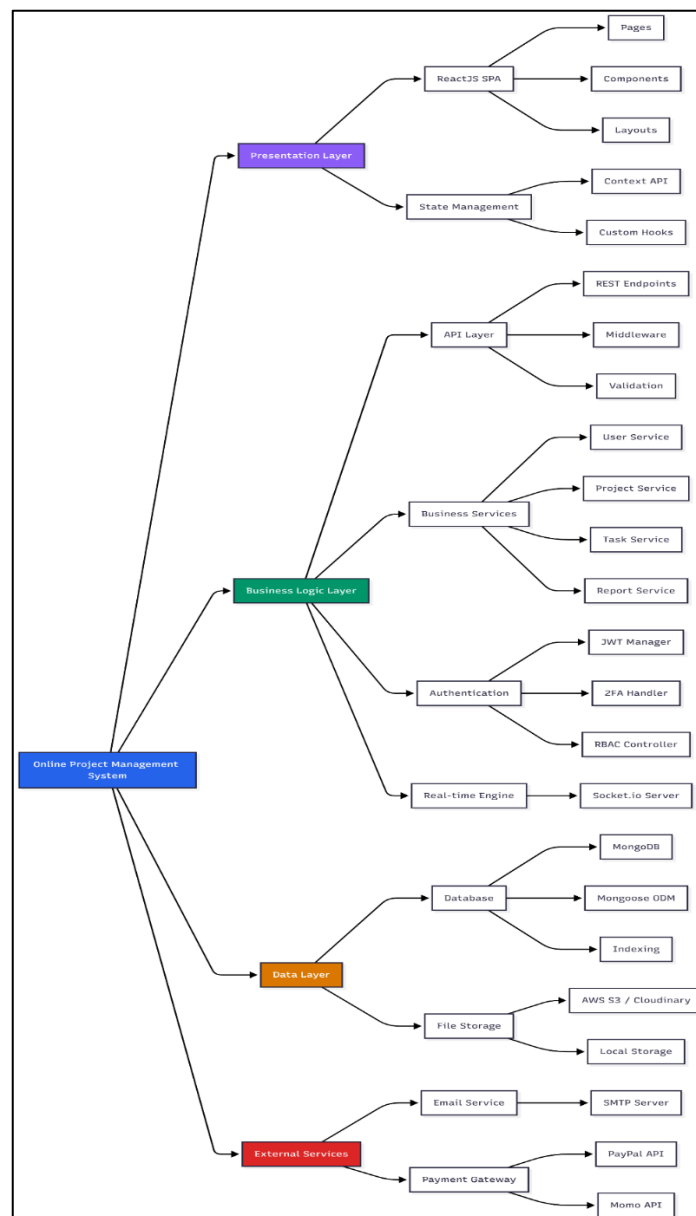 Pages
ReactJS SPA
Components
Layouts
Presentation Layer
Context API
State Management
Custom Hooks
REST Endpoints
API Layer
Middleware
Validation
User Service
Project Service
Business Services
Task Service
Report Service
Business Logic Layer
JWT Manager
Authentication
2FA Handler
RBAC Controller
Online Project Management
System
Real-time Engine
Socket.io Server
MongoDB
Database
Mongoose ODM
Indexing
Data Layer
AWS S3 / Cloudinary
File Storage
Local Storage
Email Service
SMTP Server
External Services
PayPal API
Payment Gateway
Momo API